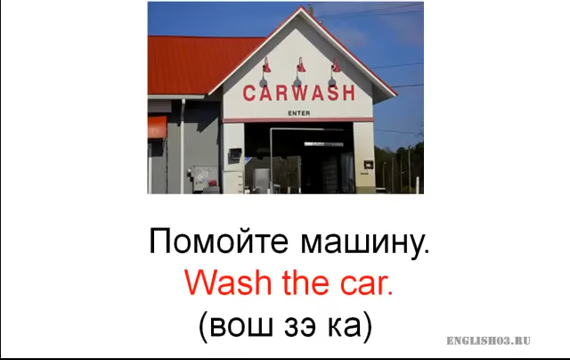 CARWASH
ENTER
Помойте машину.
Wash the car.
(вош зэ ка)
ENGLISH03.RU